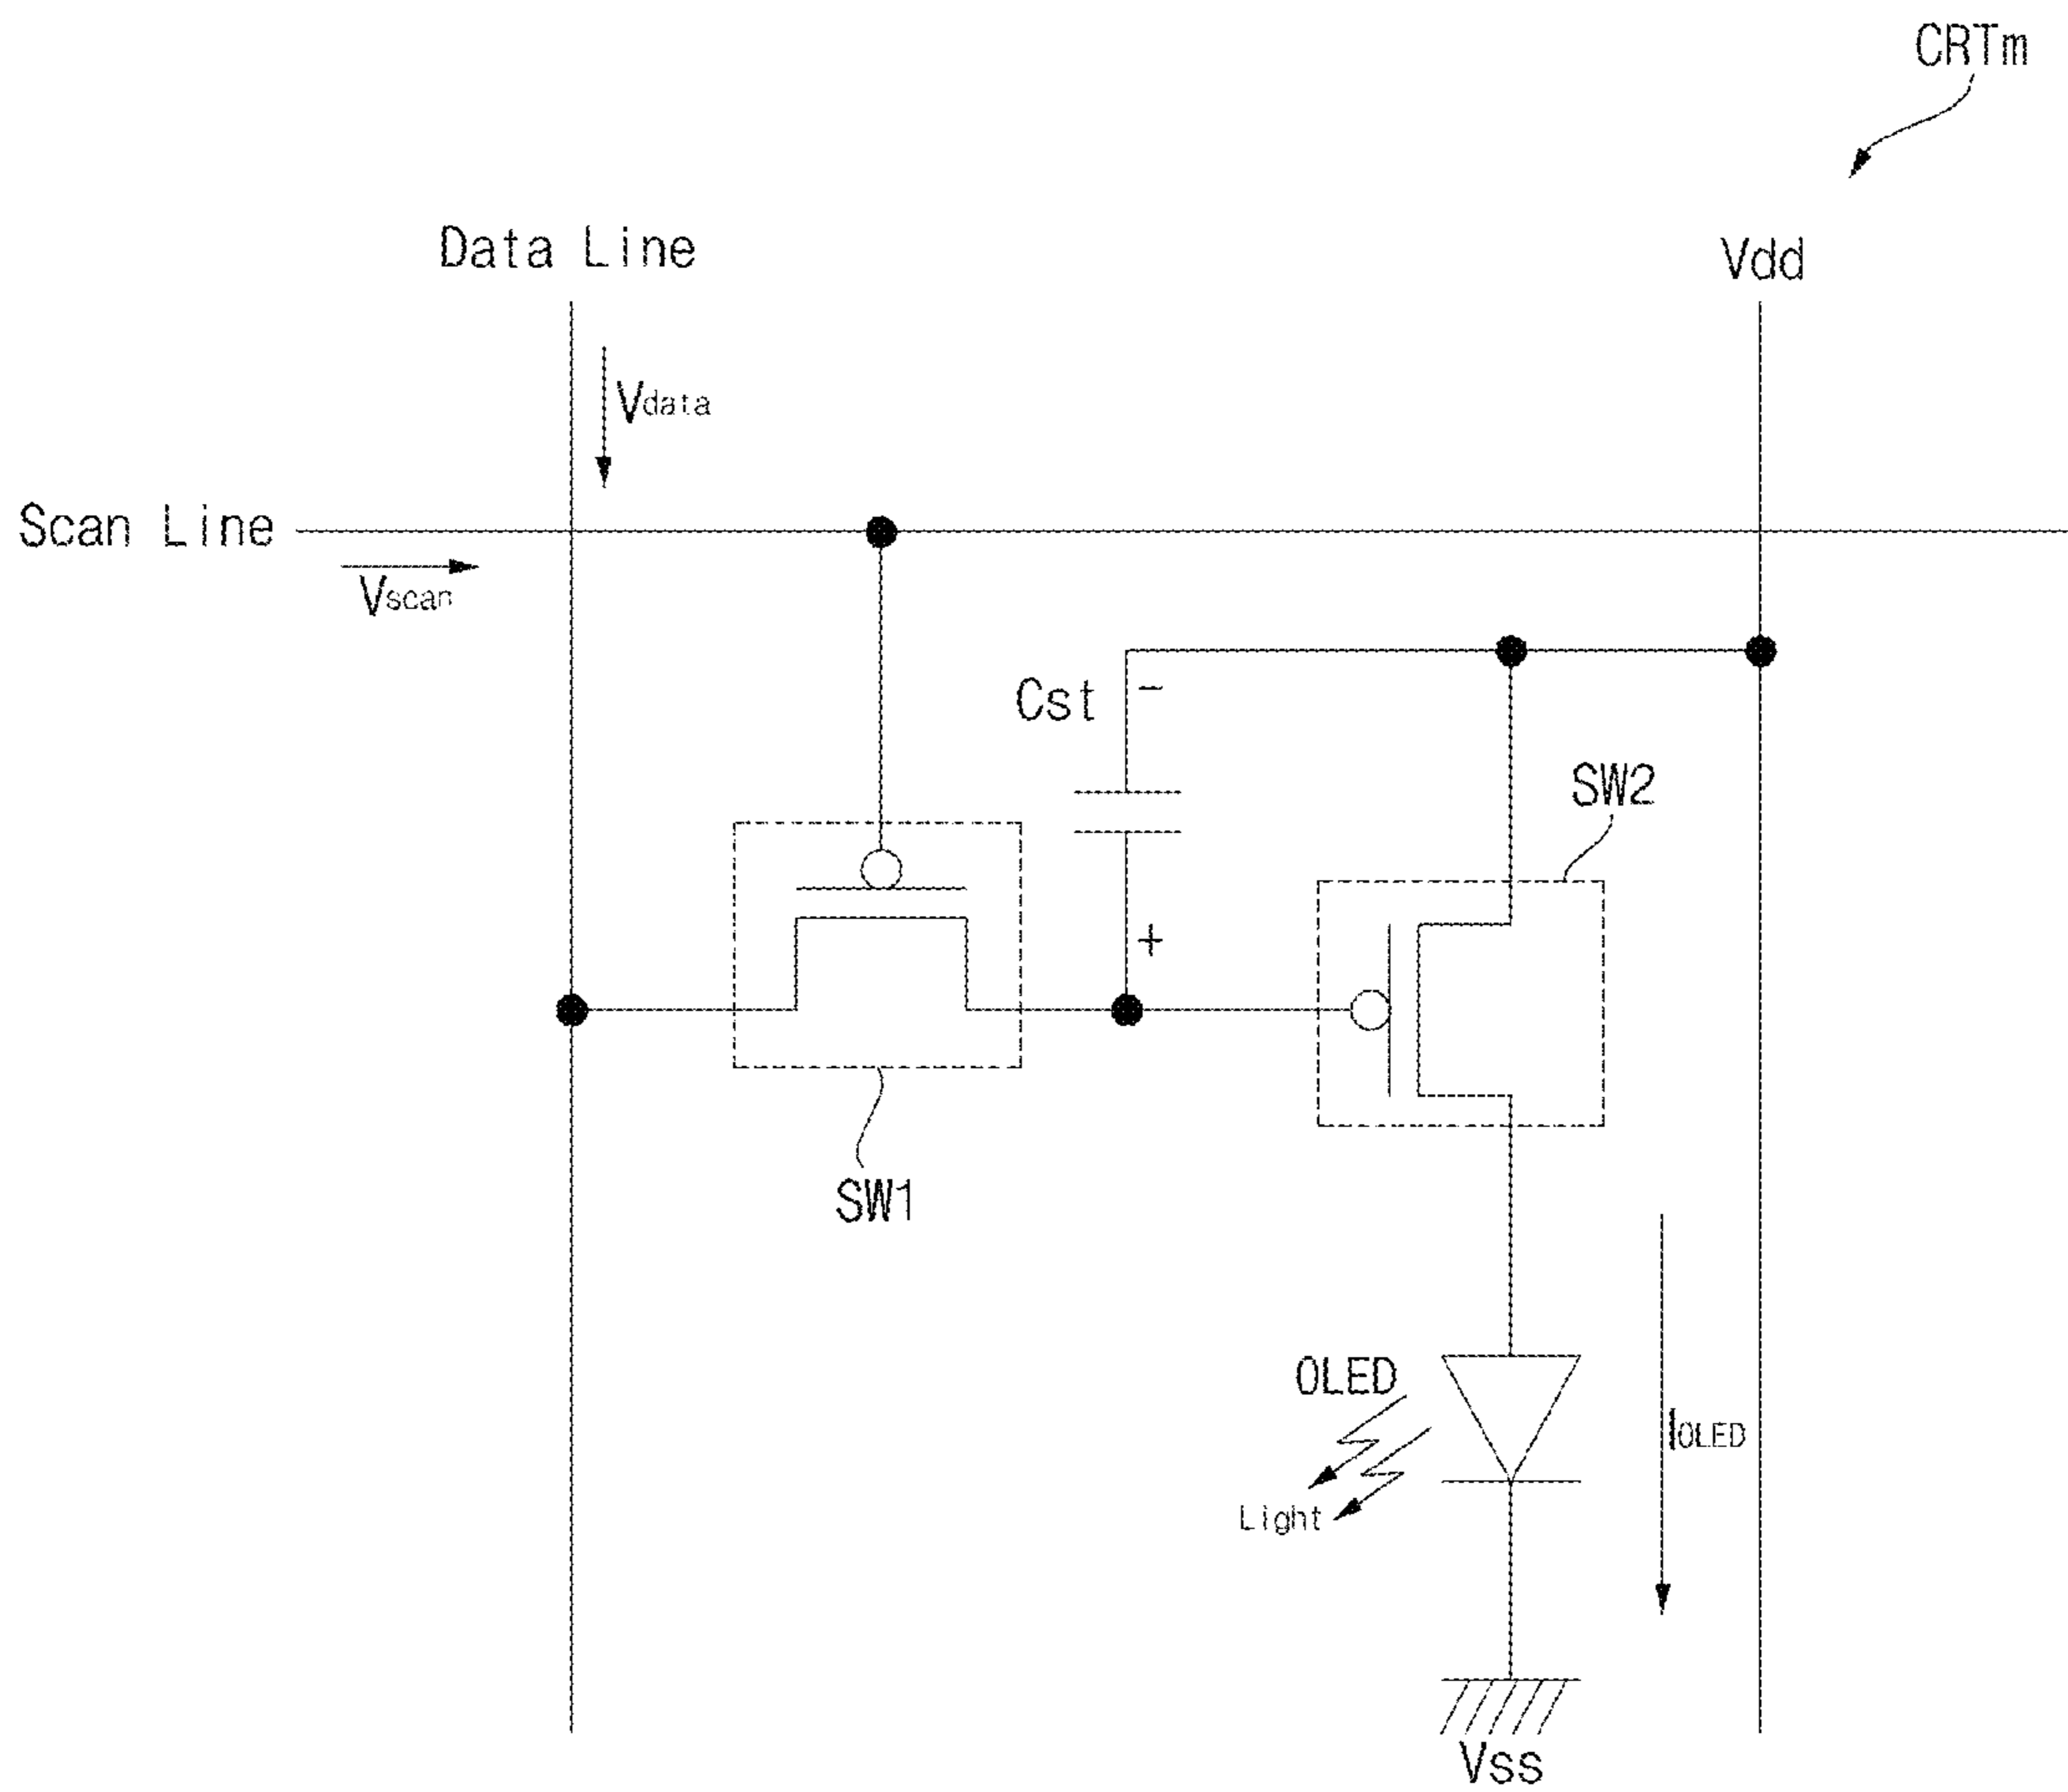 CRTm
Data Line
Vdd
Vdata
Scan Line
Vscan
Cst
−
SW2
+
SW1
OLED
IOLED
Light
Vss